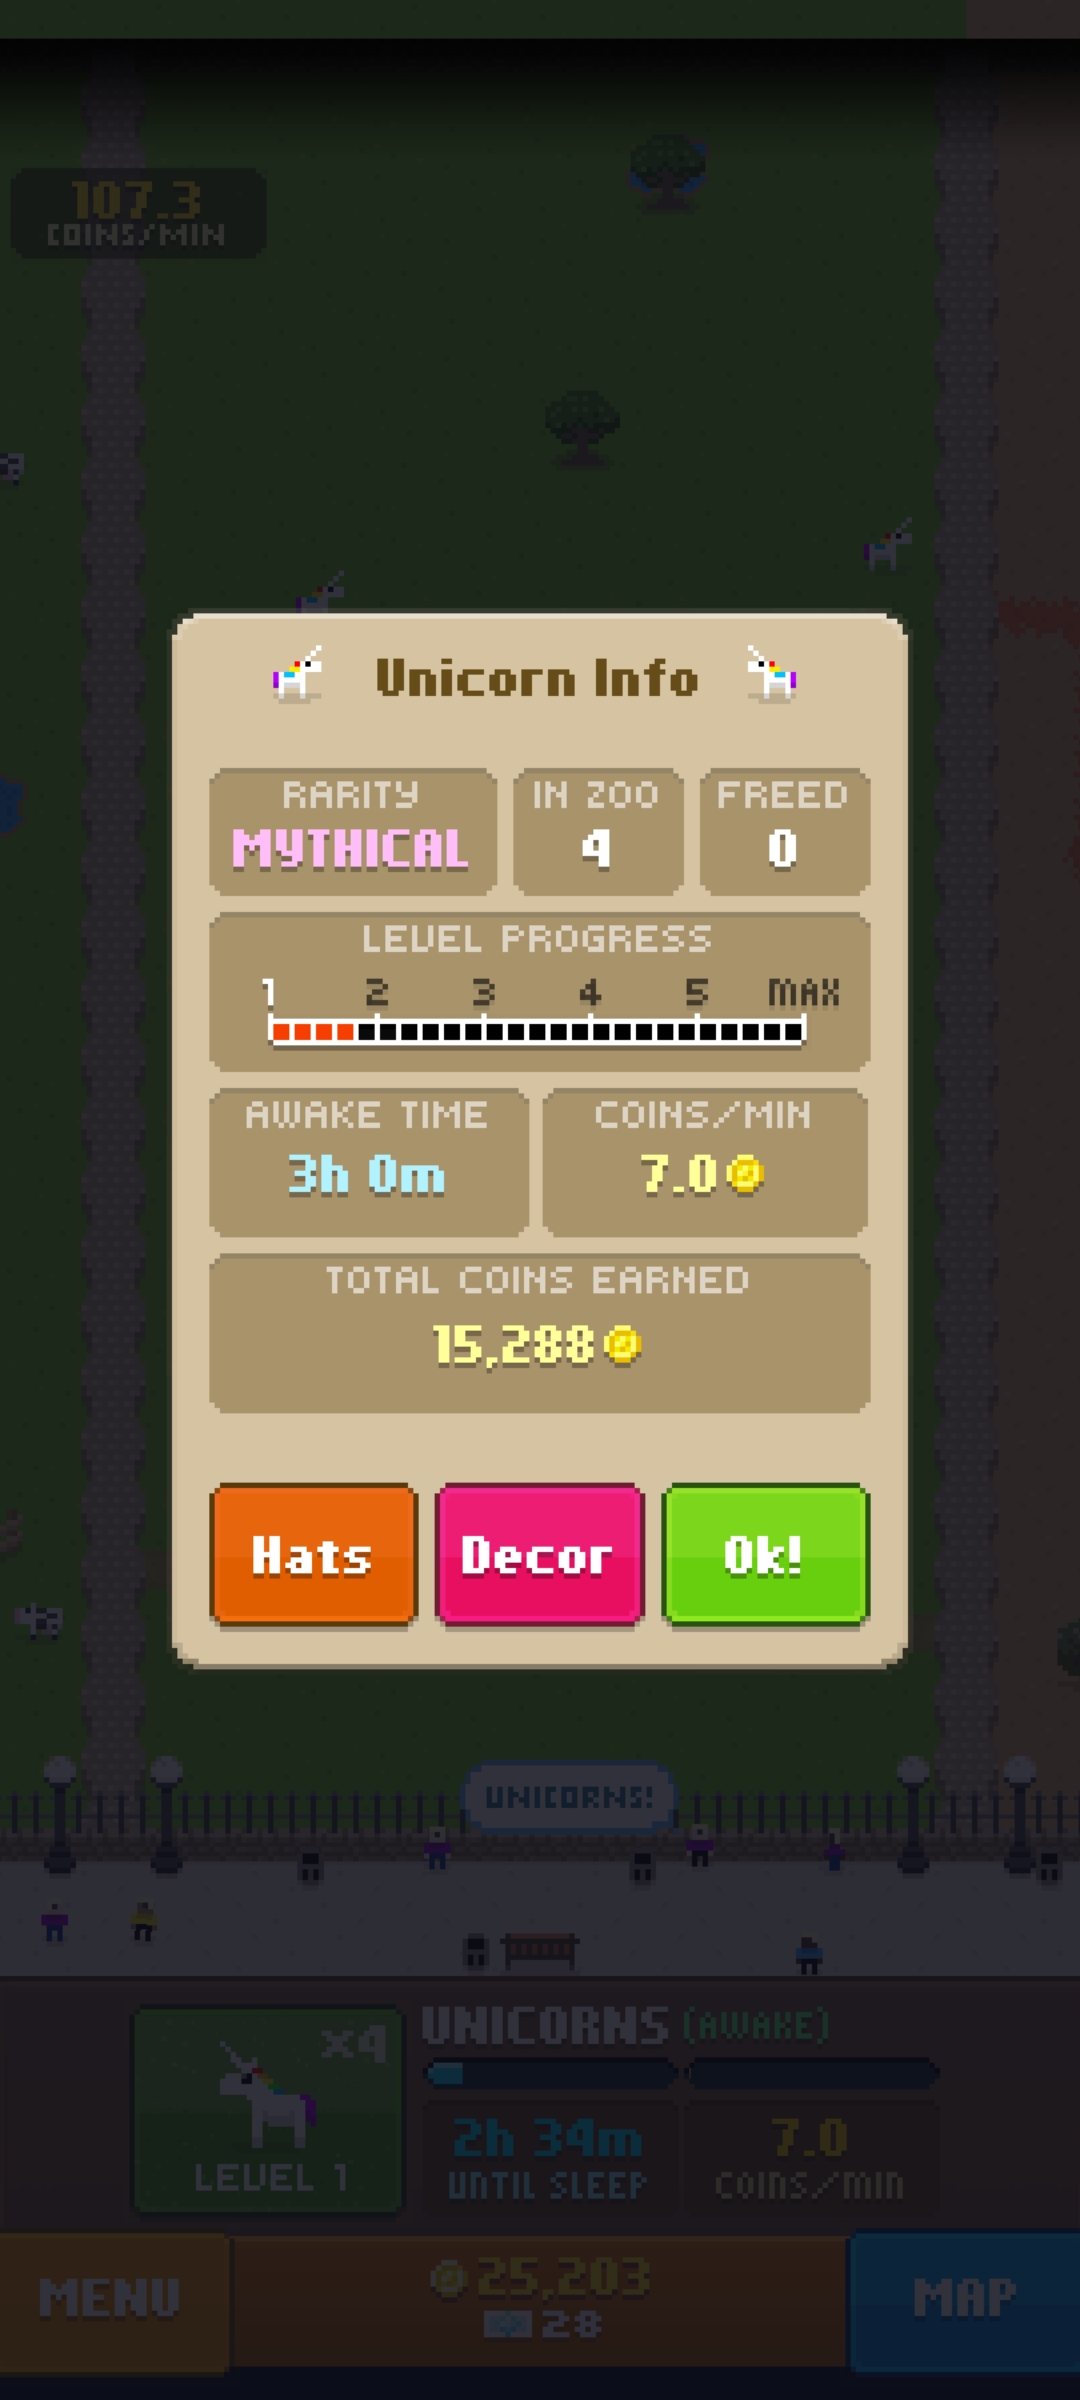 107.3
COINS/MIN
Unicorn Info
RARITY
MYTHICAL
IN ZOO
4
FREED
0
LEVEL PROGRESS
1 2 3 4 5 MAX
AWAKE TIME
3h 0m
COINS/MIN
7.0
TOTAL COINS EARNED
15,288
Hats
Decor
Ok!
UNICORNS!
x4
LEVEL 1
UNICORNS (AWAKE)
2h 34m
UNTIL SLEEP
7.0
COINS/MIN
MENU
25,203
28
MAP